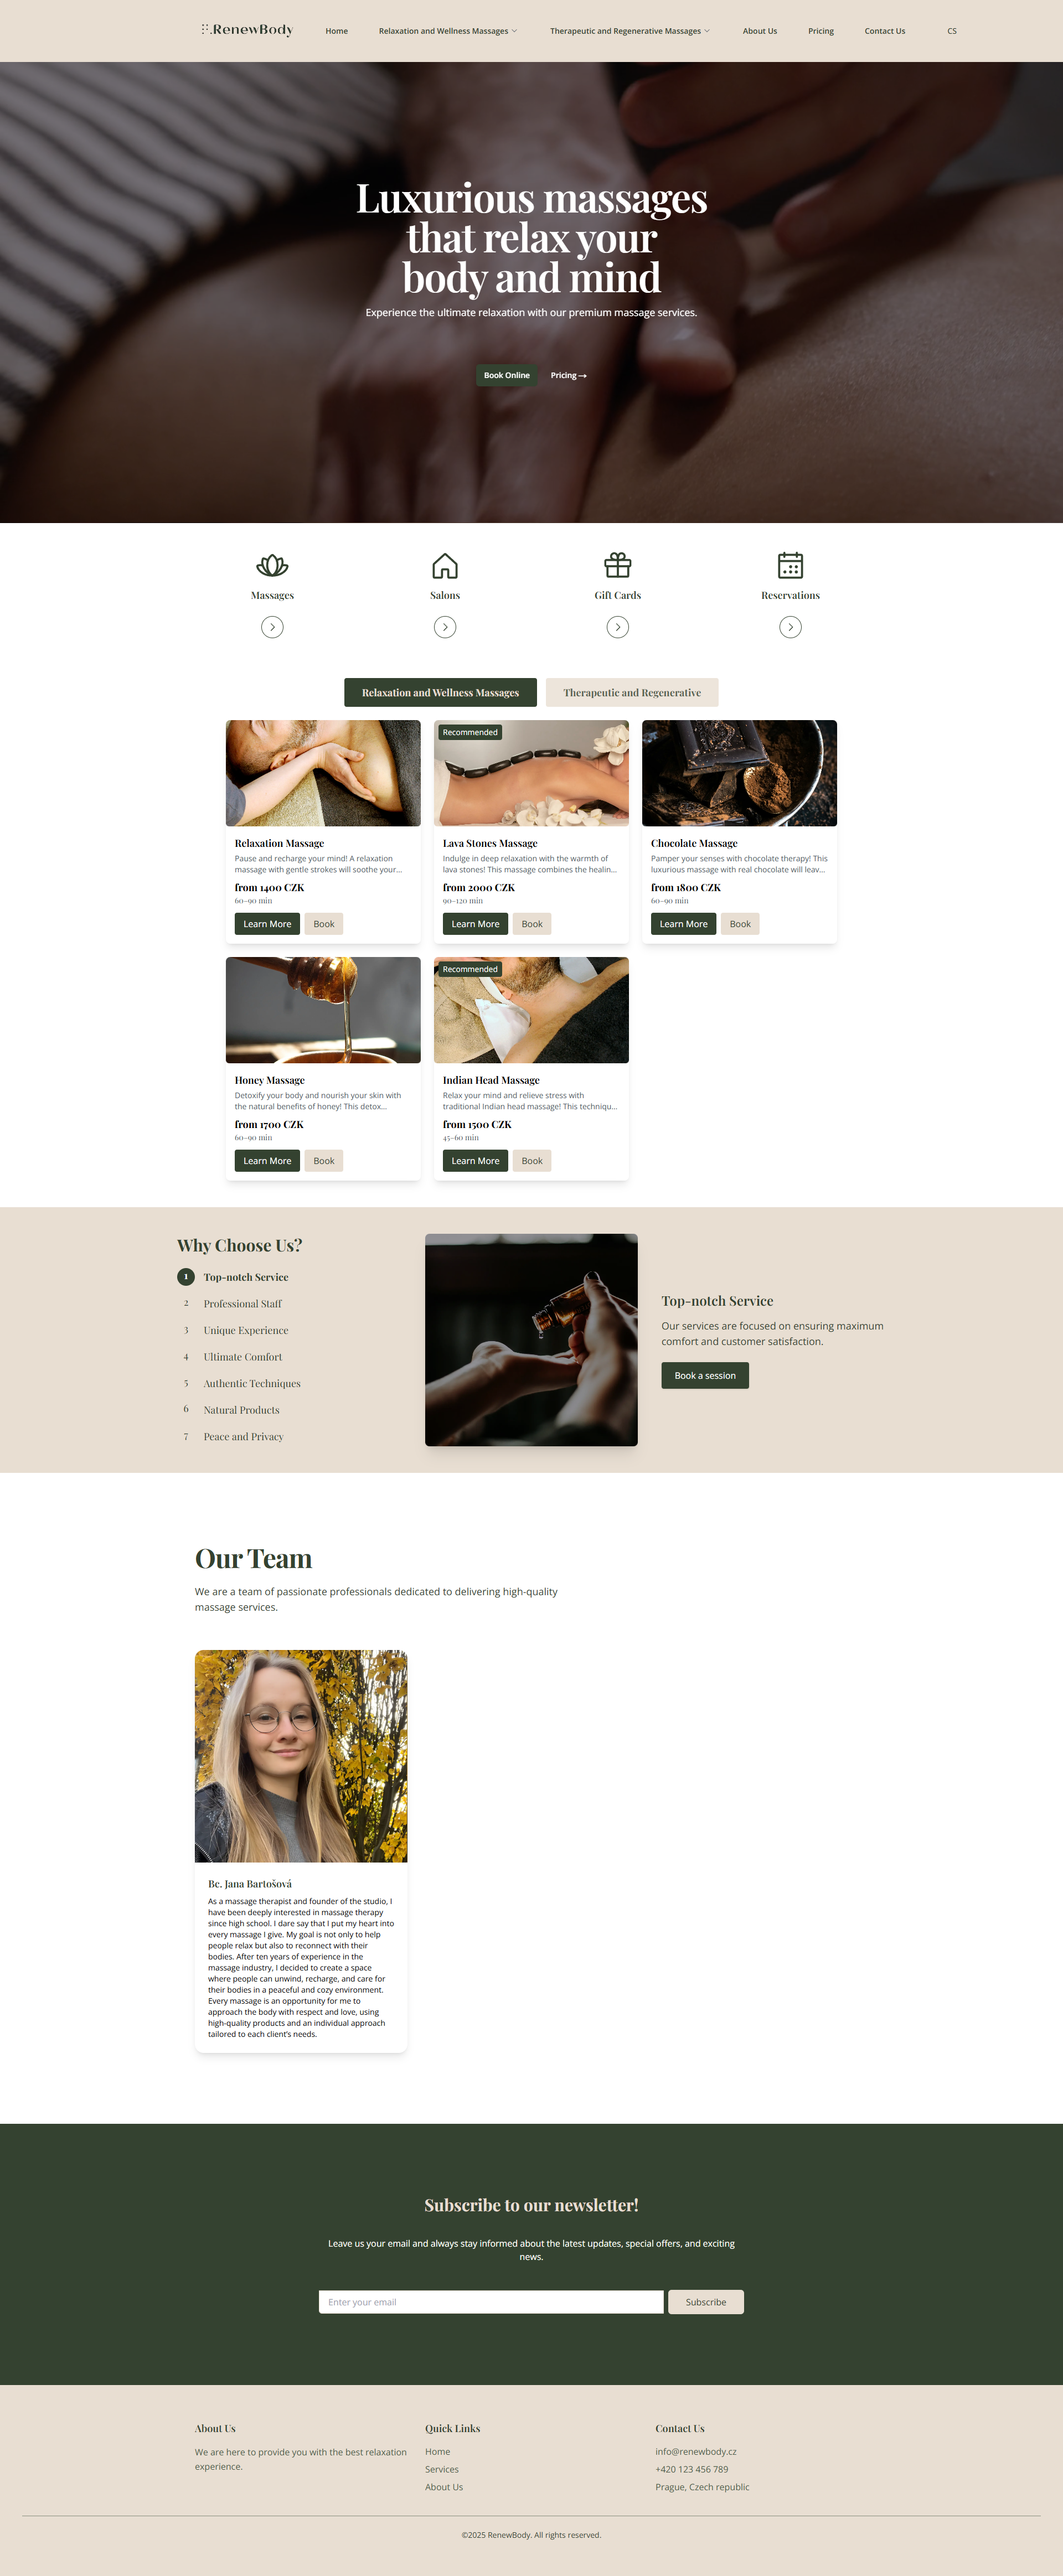 RenewBody
Home
Relaxation and Wellness Massages
Therapeutic and Regenerative Massages
About Us
Pricing
Contact Us
CS
Luxurious massages
that relax your
body and mind
Experience the ultimate relaxation with our premium massage services.
Book Online
Pricing →
Massages
Salons
Gift Cards
Reservations
Relaxation and Wellness Massages
Therapeutic and Regenerative
Relaxation Massage
Pause and recharge your mind! A relaxation
massage with gentle strokes will soothe your...
from 1400 CZK
60–90 min
Learn More
Book
Recommended
Lava Stones Massage
Indulge in deep relaxation with the warmth of
lava stones! This massage combines the healin...
from 2000 CZK
90–120 min
Learn More
Book
Chocolate Massage
Pamper your senses with chocolate therapy! This
luxurious massage with real chocolate will leav...
from 1800 CZK
60–90 min
Learn More
Book
Honey Massage
Detoxify your body and nourish your skin with
the natural benefits of honey! This detox...
from 1700 CZK
60–90 min
Learn More
Book
Recommended
Indian Head Massage
Relax your mind and relieve stress with
traditional Indian head massage! This techniqu...
from 1500 CZK
45–60 min
Learn More
Book
Why Choose Us?
1 Top-notch Service
2 Professional Staff
3 Unique Experience
4 Ultimate Comfort
5 Authentic Techniques
6 Natural Products
7 Peace and Privacy
Top-notch Service
Our services are focused on ensuring maximum
comfort and customer satisfaction.
Book a session
Our Team
We are a team of passionate professionals dedicated to delivering high-quality
massage services.
Bc. Jana Bartošová
As a massage therapist and founder of the studio, I
have been deeply interested in massage therapy
since high school. I dare say that I put my heart into
every massage I give. My goal is not only to help
people relax but also to reconnect with their
bodies. After ten years of experience in the
massage industry, I decided to create a space
where people can unwind, recharge, and care for
their bodies in a peaceful and cozy environment.
Every massage is an opportunity for me to
approach the body with respect and love, using
high-quality products and an individual approach
tailored to each client's needs.
Subscribe to our newsletter!
Leave us your email and always stay informed about the latest updates, special offers, and exciting
news.
Enter your email
Subscribe
About Us
We are here to provide you with the best relaxation
experience.
Quick Links
Home
Services
About Us
Contact Us
info@renewbody.cz
+420 123 456 789
Prague, Czech republic
©2025 RenewBody. All rights reserved.